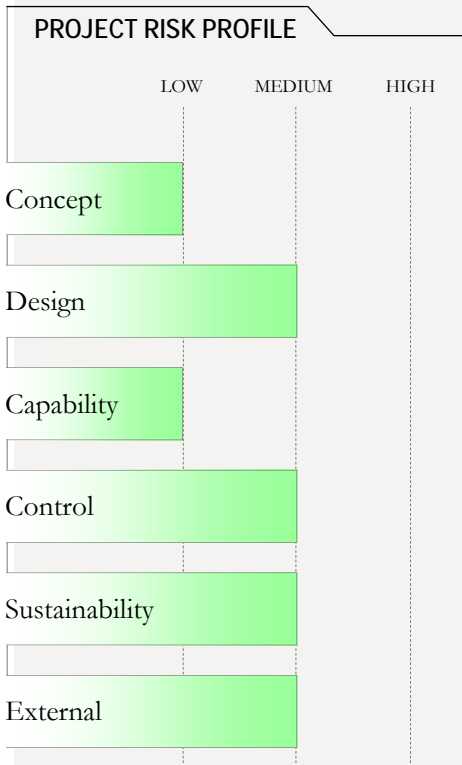 PROJECT RISK PROFILE
LOW MEDIUM HIGH
Concept
Design
Capability
Control
Sustainability
External